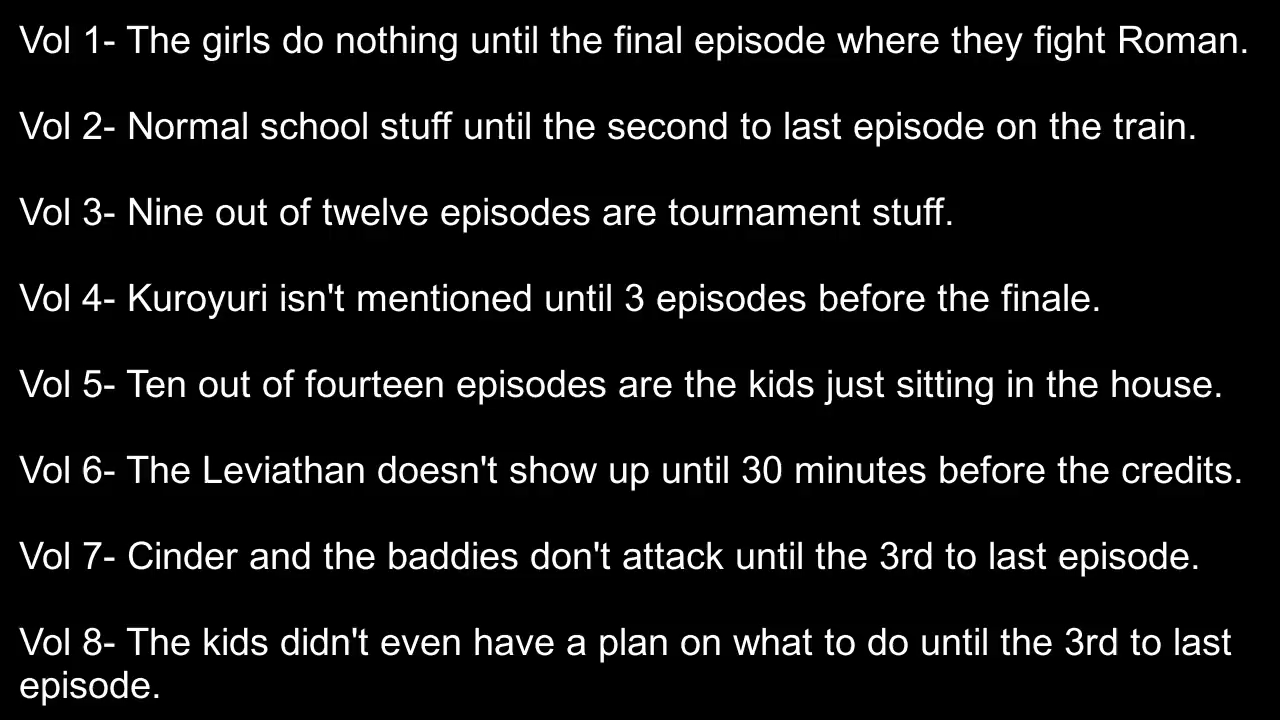 Vol 1- The girls do nothing until the final episode where they fight Roman.
Vol 2- Normal school stuff until the second to last episode on the train.
Vol 3- Nine out of twelve episodes are tournament stuff.
Vol 4- Kuroyuri isn't mentioned until 3 episodes before the finale.
Vol 5- Ten out of fourteen episodes are the kids just sitting in the house.
Vol 6- The Leviathan doesn't show up until 30 minutes before the credits.
Vol 7- Cinder and the baddies don't attack until the 3rd to last episode.
Vol 8- The kids didn't even have a plan on what to do until the 3rd to last
episode.